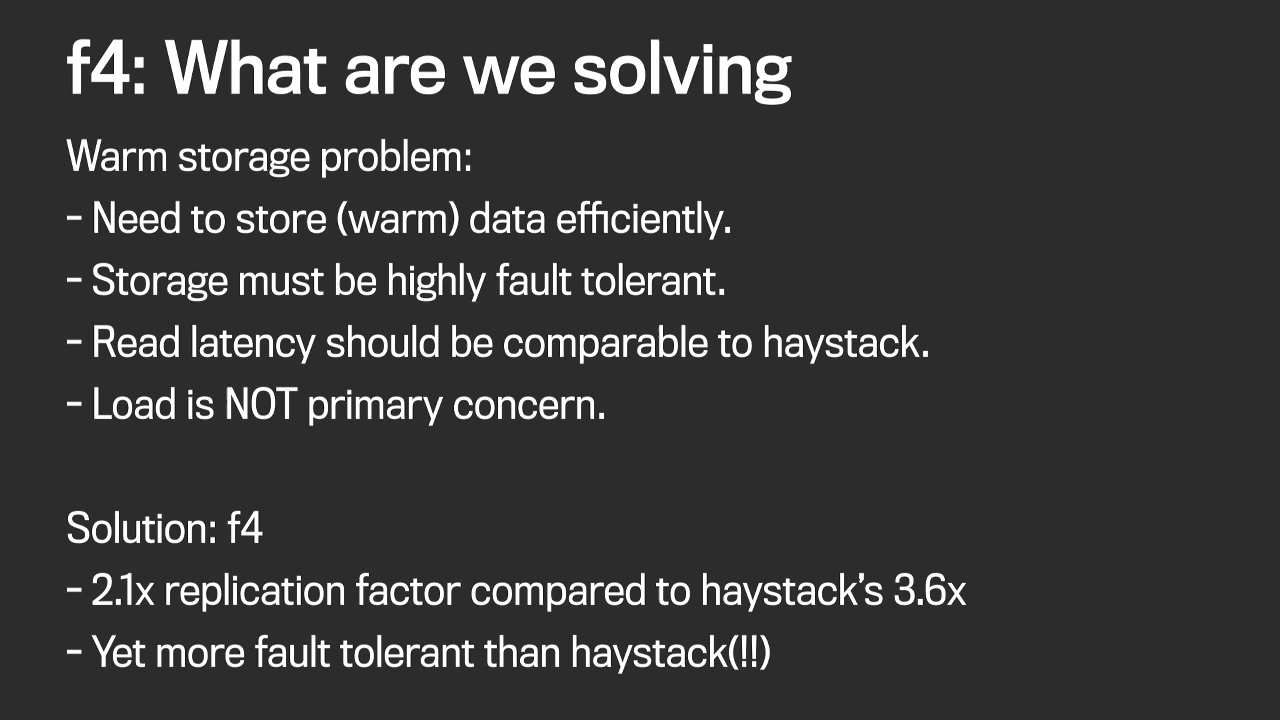 f4: What are we solving
Warm storage problem:
- Need to store (warm) data efficiently.
- Storage must be highly fault tolerant.
- Read latency should be comparable to haystack.
- Load is NOT primary concern.
Solution: f4
- 2.1x replication factor compared to haystack’s 3.6x
- Yet more fault tolerant than haystack(!!)